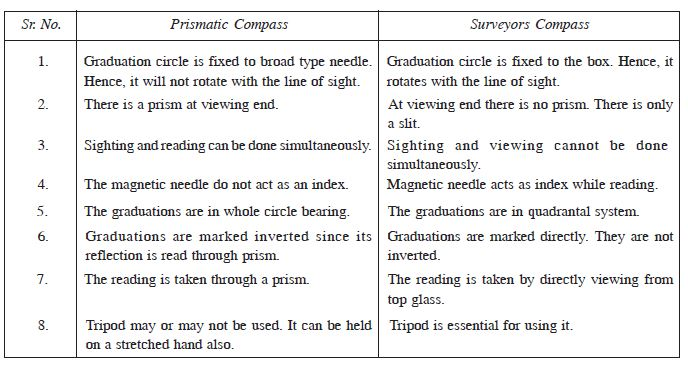 Sr. No. Prismatic Compass Surveyors Compass
1. Graduation circle is fixed to broad type needle. Graduation circle is fixed to the box. Hence, it
Hence, it will not rotate with the line of sight. rotates with the line of sight.
2. There is a prism at viewing end. At viewing end there is no prism. There is only
a slit.
3. Sighting and reading can be done simultaneously. Sighting and viewing cannot be done
simultaneously.
4. The magnetic needle do not act as an index. Magnetic needle acts as index while reading.
5. The graduations are in whole circle bearing. The graduations are in quadrantal system.
6. Graduations are marked inverted since its Graduations are marked directly. They are not
reflection is read through prism. inverted.
7. The reading is taken through a prism. The reading is taken by directly viewing from
top glass.
8. Tripod may or may not be used. It can be held Tripod is essential for using it.
on a stretched hand also.